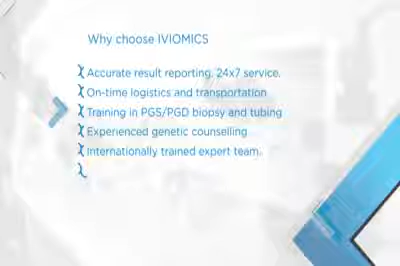 Why choose IVIOMICS
Accurate result reporting. 24x7 service.
On-time logistics and transportation
Training in PGS/PGD biopsy and tubing
Experienced genetic counselling
Internationally trained expert team.